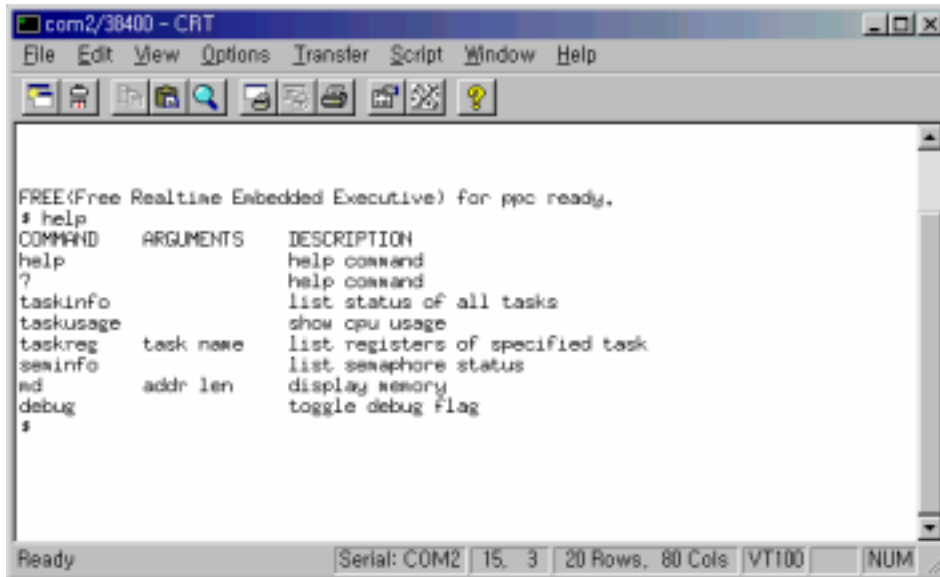 com2/38400 - CRT
File Edit View Options Transfer Script Window Help
FREE(Free Realtime Embedded Executive) for ppc ready.
# help
COMMAND ARGUMENTS DESCRIPTION
help help command
? help command
taskinfo list status of all tasks
taskusage show cpu usage
taskreg task name list registers of specified task
seminfo list semaphore status
md addr len display memory
debug toggle debug flag
#
Ready Serial: COM2 15, 3 20 Rows, 80 Cols VT100 NUM